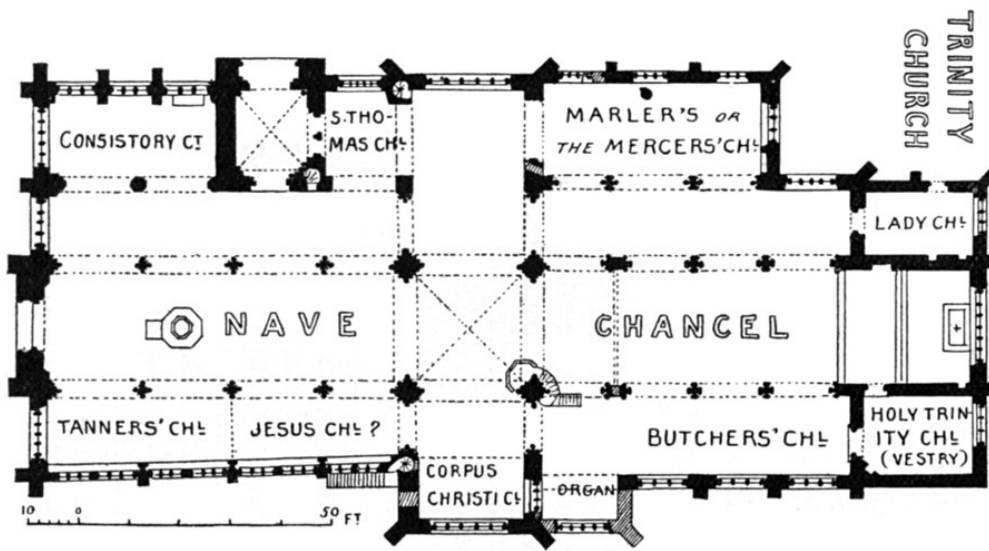 TRINITY
CHURCH
CONSISTORY CT
S. THO-
MAS CHL
MARLER'S OR
THE MERCERS' CHL
LADY CHL
NAVE
CHANCEL
TANNERS' CHL
JESUS CHL ?
BUTCHERS' CHL
HOLY TRIN-
ITY CHL
(VESTRY)
CORPUS
CHRISTI CL
ORGAN
10 0 50 FT